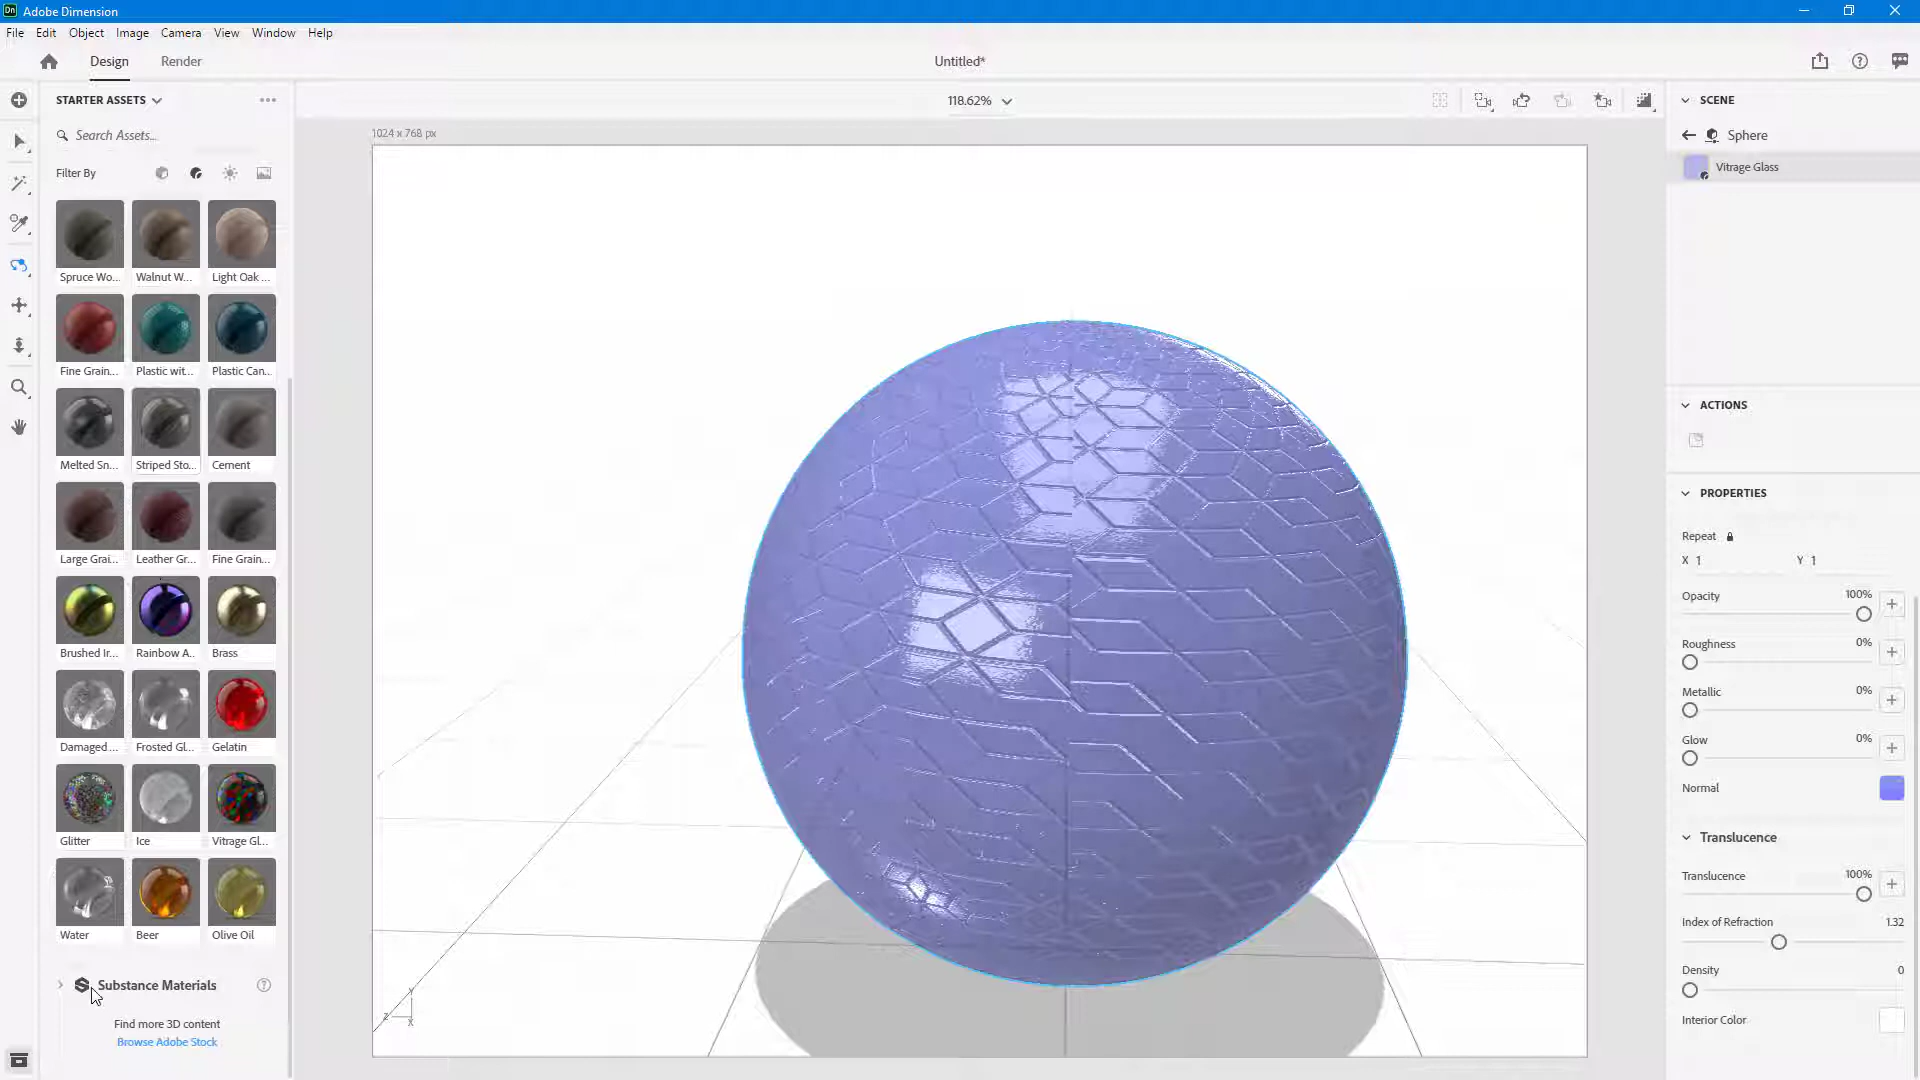 Dn Adobe Dimension
File Edit Object Image Camera View Window Help
Design Render Untitled*
STARTER ASSETS
Search Assets...
Filter By
Spruce Wo... Walnut W... Light Oak ...
Fine Grain... Plastic wit... Plastic Can...
Melted Sn... Striped Sto... Cement
Large Grai... Leather Gr... Fine Grain...
Brushed Ir... Rainbow A... Brass
Damaged ... Frosted Gl... Gelatin
Glitter Ice Vitrage Gl...
Water Beer Olive Oil
Substance Materials
Find more 3D content
Browse Adobe Stock
118.62%
1024 x 768 px
Y
Z
X
SCENE
Sphere
Vitrage Glass
ACTIONS
PROPERTIES
Repeat
X 1 Y 1
Opacity 100%
Roughness 0%
Metallic 0%
Glow 0%
Normal
Translucence
Translucence 100%
Index of Refraction 1.32
Density 0
Interior Color